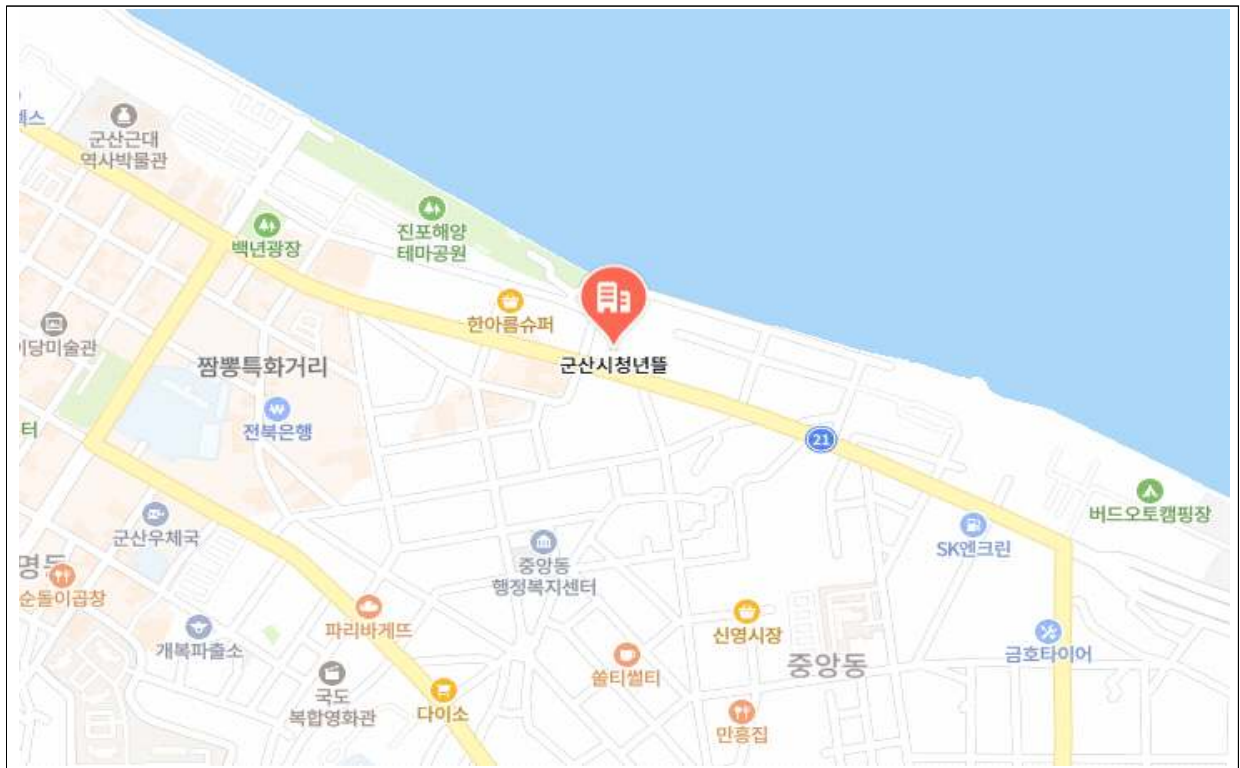 군산근대
역사박물관
백년광장
진포해양
테마공원
한아름슈퍼
군산시청년뜰
짬뽕특화거리
전북은행
21
버드오토캠핑장
SK엔크린
군산우체국
중앙동
행정복지센터
순돌이곱창
파리바게뜨
개복파출소
신영시장
금호타이어
쏠티썰티
중앙동
국도
복합영화관
다이소
만흥집